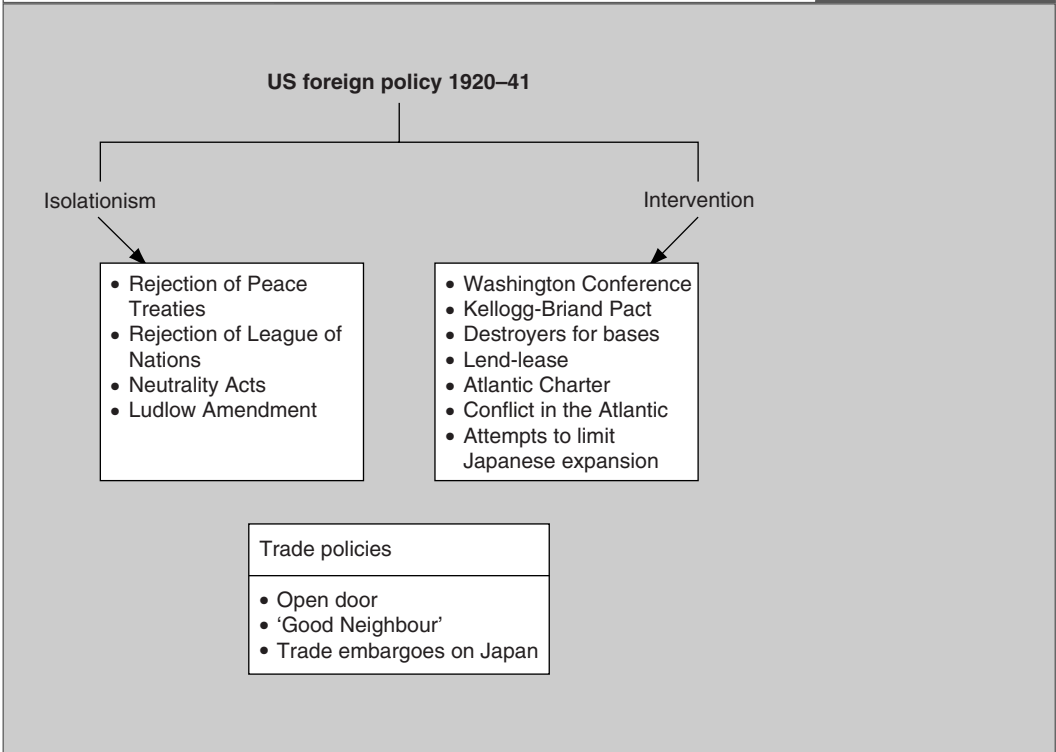 US foreign policy 1920–41
Isolationism
Intervention
• Rejection of Peace
Treaties
• Rejection of League of
Nations
• Neutrality Acts
• Ludlow Amendment
• Washington Conference
• Kellogg-Briand Pact
• Destroyers for bases
• Lend-lease
• Atlantic Charter
• Conflict in the Atlantic
• Attempts to limit
Japanese expansion
Trade policies
• Open door
• ‘Good Neighbour’
• Trade embargoes on Japan